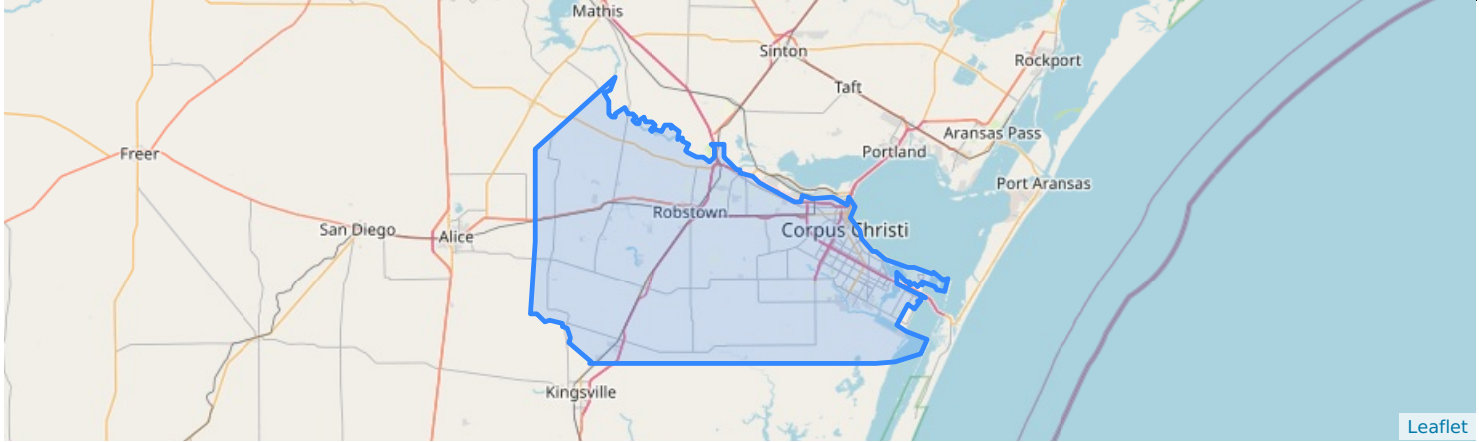 Mathis
Sinton
Rockport
Taft
Aransas Pass
Freer
Portland
Port Aransas
Robstown
San Diego
Alice
Corpus Christi
Kingsville
Leaflet